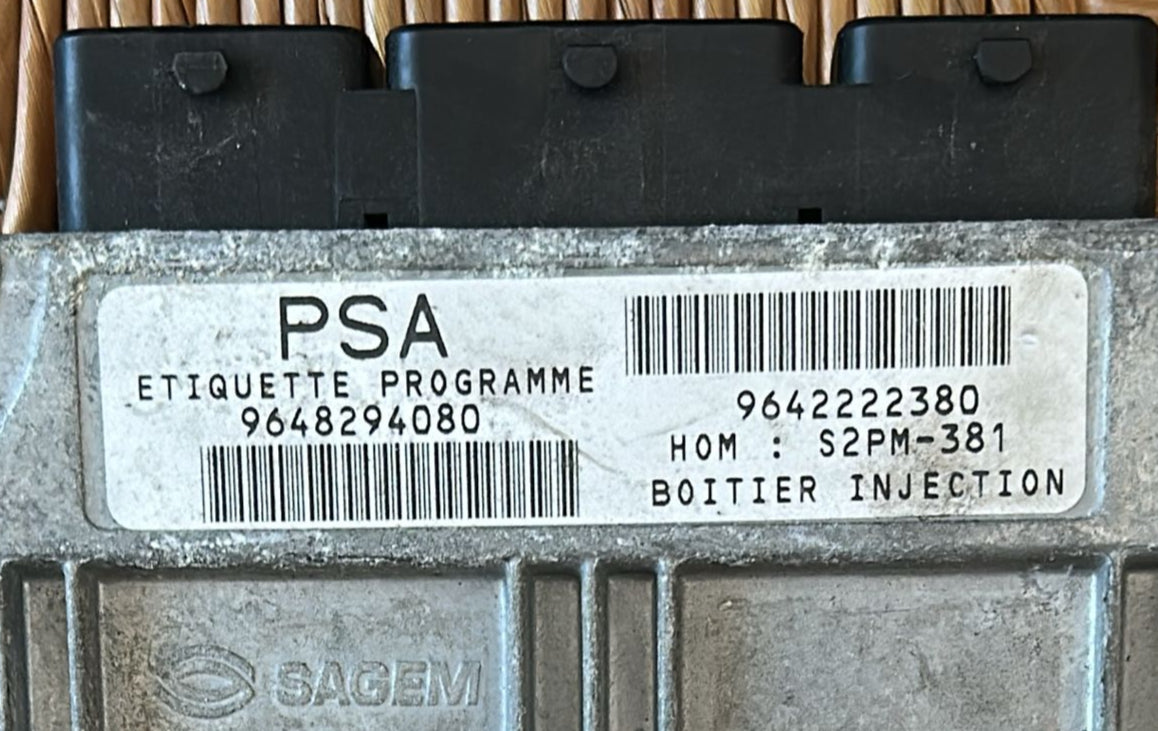 PSA
ETIQUETTE PROGRAMME
9648294080
9642222380
HOM : S2PM-381
BOITIER INJECTION
SAGEM